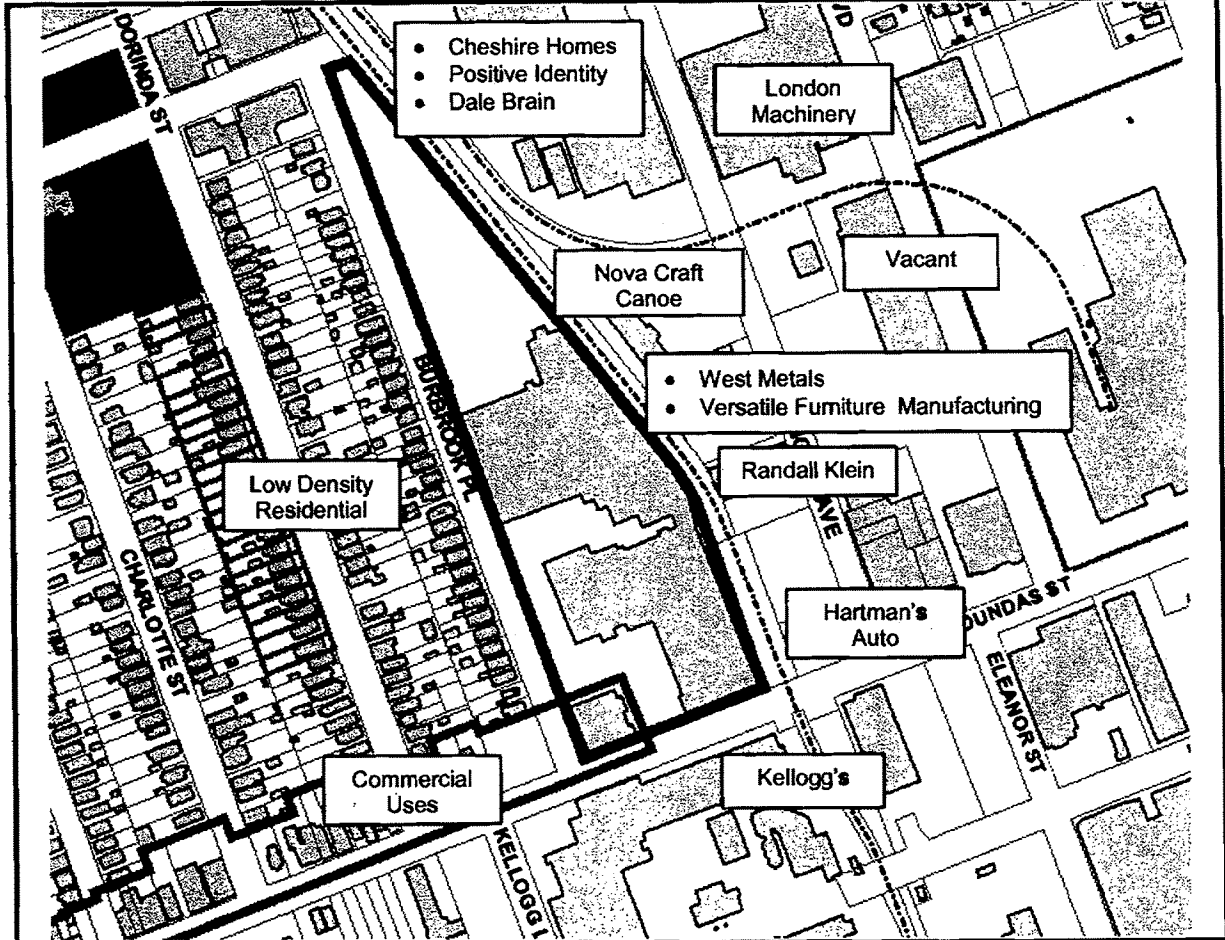 DORINDA ST
• Cheshire Homes
• Positive Identity
• Dale Brain
London
Machinery
Nova Craft
Canoe
Vacant
BURBROOK PL
• West Metals
• Versatile Furniture Manufacturing
Randall Klein
AVE
Low Density
Residential
CHARLOTTE ST
Hartman's
Auto
DUNDAS ST
ELEANOR ST
Commercial
Uses
Kellogg's
KELLOGG L